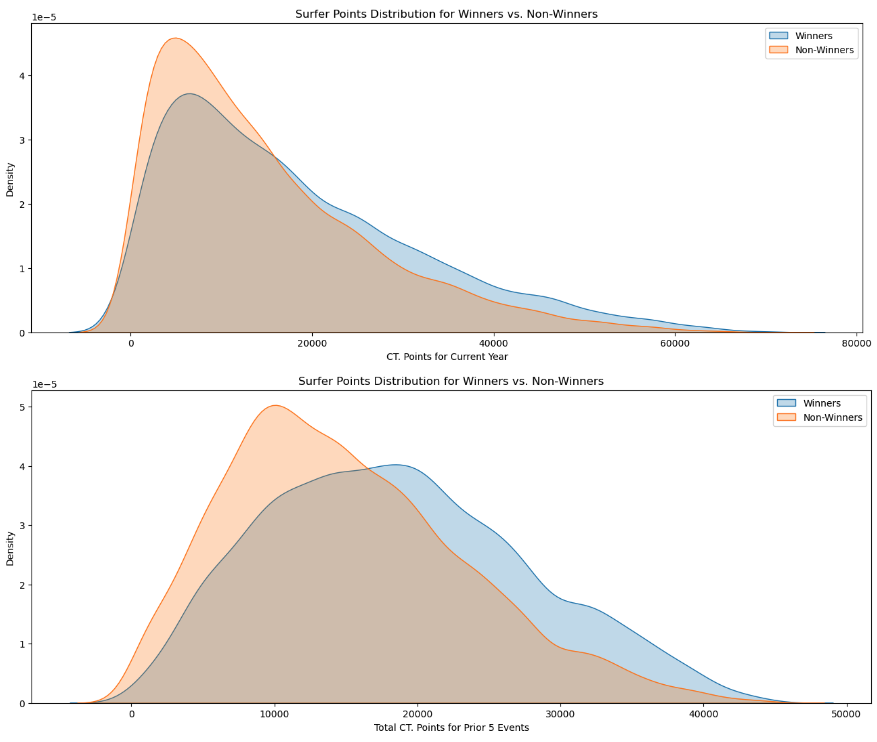 Surfer Points Distribution for Winners vs. Non-Winners
1e−5
Winners
Non-Winners
4
3
2
1
0
Density
0 20000 40000 60000 80000
CT. Points for Current Year
Surfer Points Distribution for Winners vs. Non-Winners
1e−5
Winners
Non-Winners
5
4
3
2
1
0
Density
0 10000 20000 30000 40000 50000
Total CT. Points for Prior 5 Events